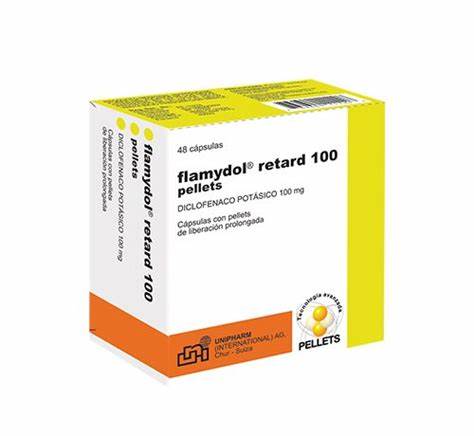 48 cápsulas
flamydol® retard 100
pellets
DICLOFENACO POTÁSICO 100 mg
Cápsulas con pellets
de liberación prolongada
UNIPHARM
(INTERNATIONAL) AG.
Chur - Suiza
Tecnología avanzada
PELLETS
flamydol® retard 100
pellets
DICLOFENACO POTÁSICO 100 mg
Cápsulas con pellets
de liberación prolongada
uni